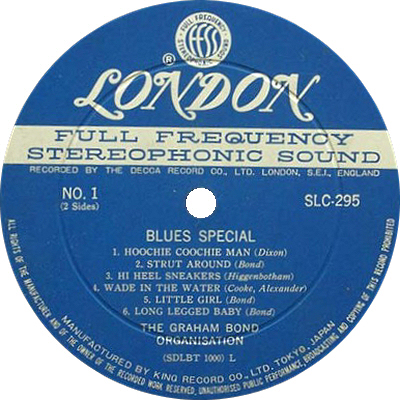 FULL FREQUENCY
ffss
STEREOPHONIC SOUND
®
LONDON
FULL FREQUENCY
STEREOPHONIC SOUND
RECORDED BY THE DECCA RECORD CO., LTD. LONDON, S.E.I., ENGLAND
NO. 1
(2 Sides)
SLC-295
BLUES SPECIAL
1. HOOCHIE COOCHIE MAN (Dixon)
2. STRUT AROUND (Bond)
3. HI HEEL SNEAKERS (Higgenbotham)
4. WADE IN THE WATER (Cooke, Alexander)
5. LITTLE GIRL (Bond)
6. LONG LEGGED BABY (Bond)
THE GRAHAM BOND
ORGANISATION
(SDLBT 1000) L
MANUFACTURED BY KING RECORD CO., LTD. TOKYO, JAPAN
ALL RIGHTS OF THE MANUFACTURER AND OF THE OWNER OF THE RECORDED WORK RESERVED. UNAUTHORISED PUBLIC PERFORMANCE, BROADCASTING AND COPYING OF THIS RECORD PROHIBITED